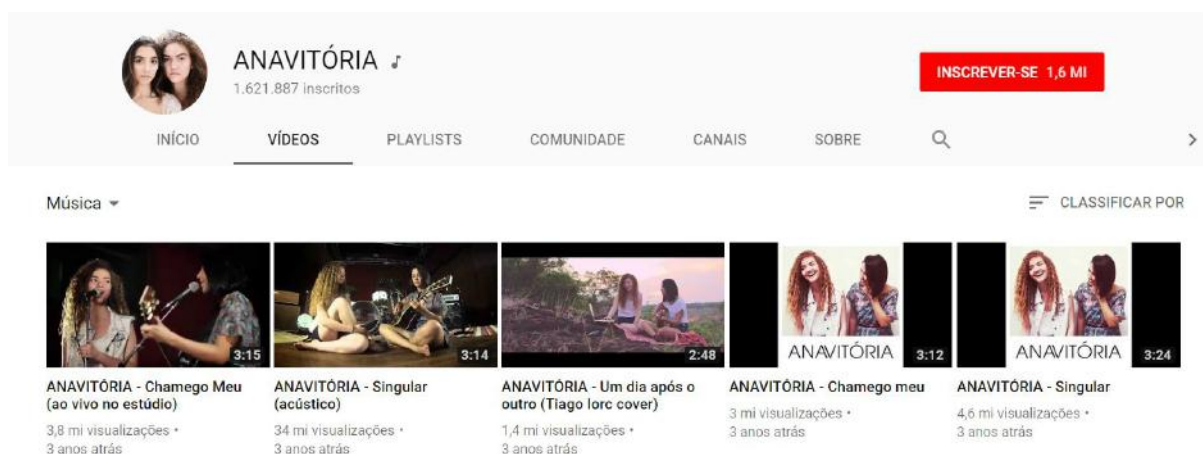 ANAVITÓRIA
1.621.887 inscritos
INSCREVER-SE 1,6 MI
INÍCIO VÍDEOS PLAYLISTS COMUNIDADE CANAIS SOBRE
Música
CLASSIFICAR POR
3:15
3:14
2:48
ANAVITÓRIA
3:12
ANAVITÓRIA
3:24
ANAVITÓRIA - Chamego Meu
(ao vivo no estúdio)
3,8 mi visualizações •
3 anos atrás
ANAVITÓRIA - Singular
(acústico)
34 mi visualizações •
3 anos atrás
ANAVITÓRIA - Um dia após o
outro (Tiago Iorc cover)
1,4 mi visualizações •
3 anos atrás
ANAVITÓRIA - Chamego meu
3 mi visualizações •
3 anos atrás
ANAVITÓRIA - Singular
4,6 mi visualizações •
3 anos atrás